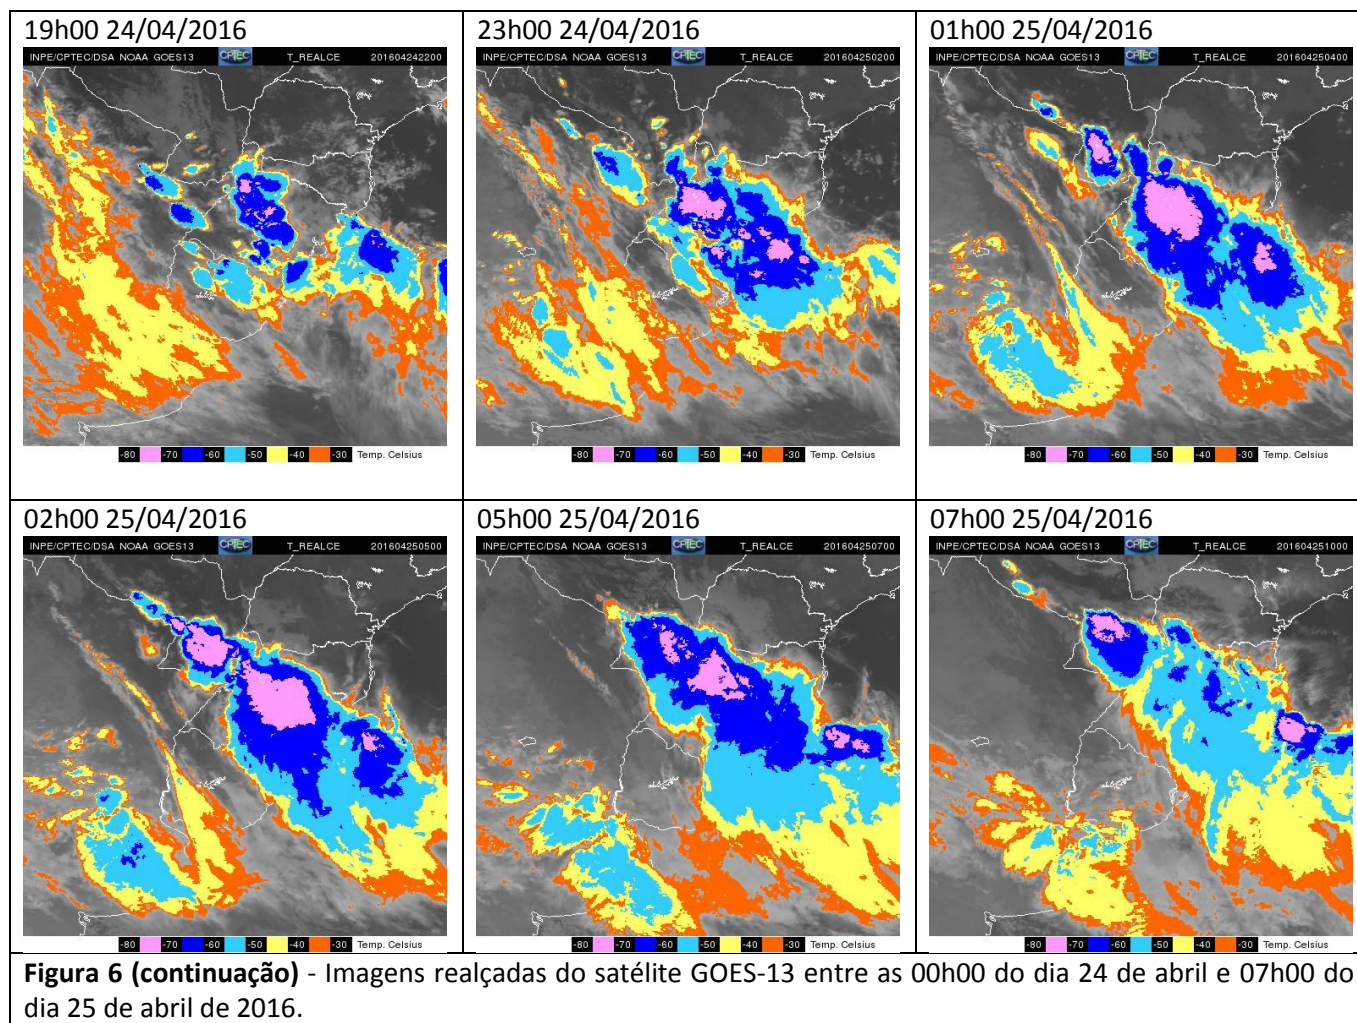 19h00 24/04/2016
INPE/CPTEC/DSA NOAA GOES13 CPTEC T_REALCE 201604242200
-80 -70 -60 -50 -40 -30 Temp. Celsius
23h00 24/04/2016
INPE/CPTEC/DSA NOAA GOES13 CPTEC T_REALCE 201604250200
-80 -70 -60 -50 -40 -30 Temp. Celsius
01h00 25/04/2016
INPE/CPTEC/DSA NOAA GOES13 CPTEC T_REALCE 201604250400
-80 -70 -60 -50 -40 -30 Temp. Celsius
02h00 25/04/2016
INPE/CPTEC/DSA NOAA GOES13 CPTEC T_REALCE 201604250500
-80 -70 -60 -50 -40 -30 Temp. Celsius
05h00 25/04/2016
INPE/CPTEC/DSA NOAA GOES13 CPTEC T_REALCE 201604250700
-80 -70 -60 -50 -40 -30 Temp. Celsius
07h00 25/04/2016
INPE/CPTEC/DSA NOAA GOES13 CPTEC T_REALCE 201604251000
-80 -70 -60 -50 -40 -30 Temp. Celsius
Figura 6 (continuação) - Imagens realçadas do satélite GOES-13 entre as 00h00 do dia 24 de abril e 07h00 do
dia 25 de abril de 2016.